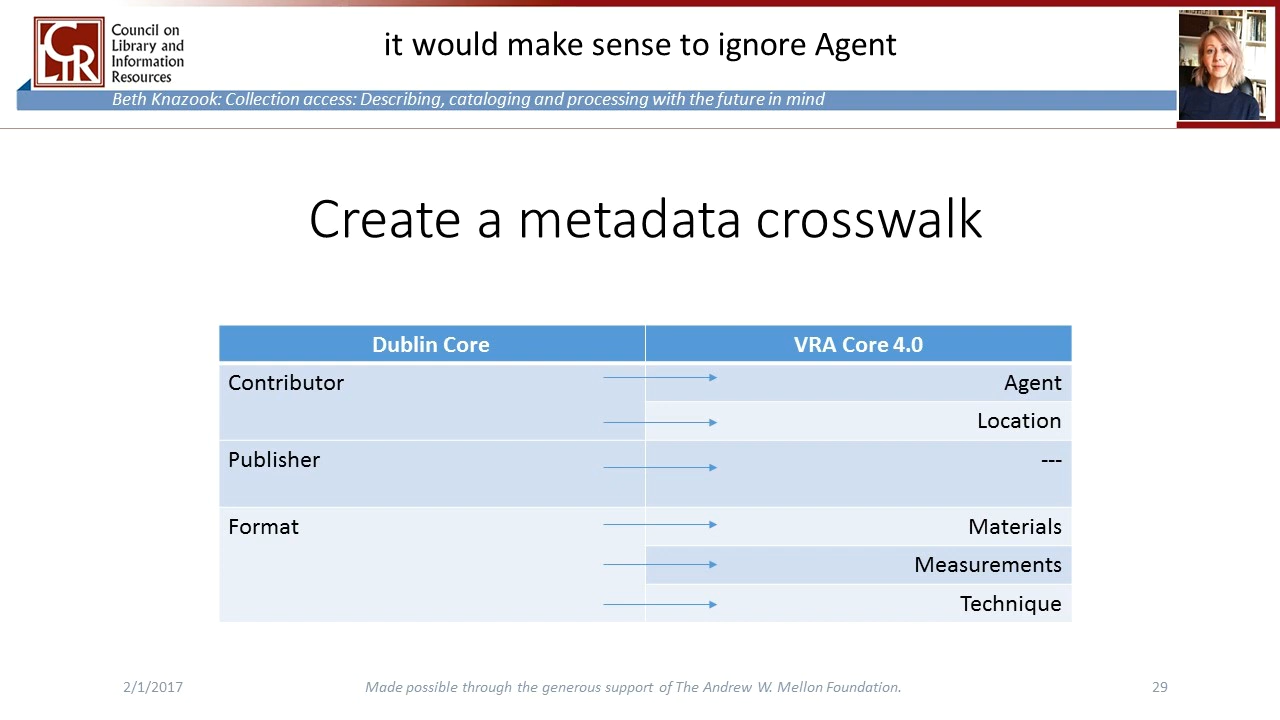 CLIR
Council on
Library and
Information
Resources
it would make sense to ignore Agent
Beth Knazook: Collection access: Describing, cataloging and processing with the future in mind
Create a metadata crosswalk
Dublin Core VRA Core 4.0
Contributor Agent
Location
Publisher ---
Format Materials
Measurements
Technique
2/1/2017 Made possible through the generous support of The Andrew W. Mellon Foundation. 29